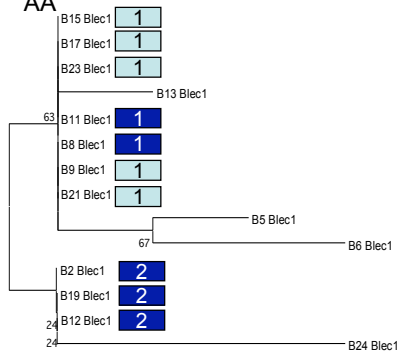 AA
B15 Blec1 1
B17 Blec1 1
B23 Blec1 1
B13 Blec1
63
B11 Blec1 1
B8 Blec1 1
B9 Blec1 1
B21 Blec1 1
B5 Blec1
67
B6 Blec1
B2 Blec1 2
B19 Blec1 2
B12 Blec1 2
24
24
B24 Blec1